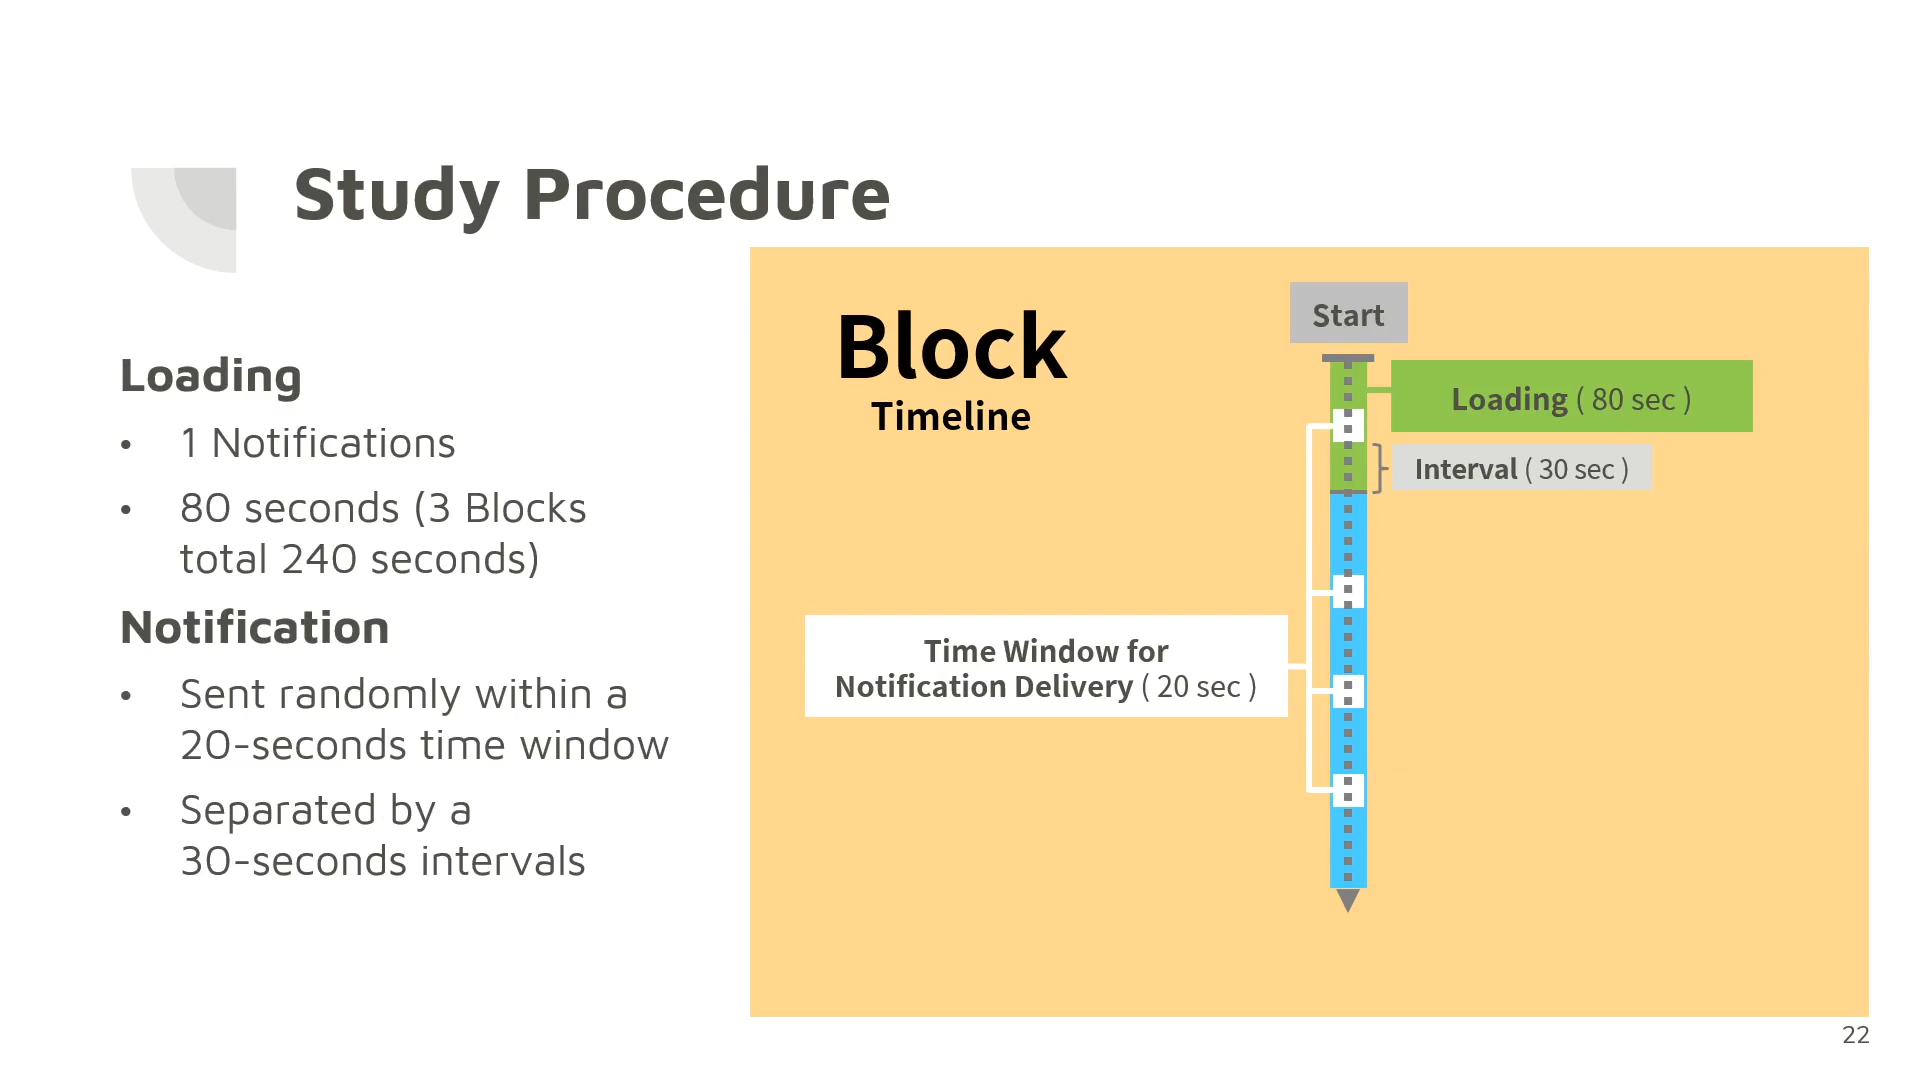 Study Procedure
Loading
• 1 Notifications
• 80 seconds (3 Blocks
total 240 seconds)
Notification
• Sent randomly within a
20-seconds time window
• Separated by a
30-seconds intervals
Block
Timeline
Start
Loading ( 80 sec )
Interval ( 30 sec )
Time Window for
Notification Delivery ( 20 sec )
22